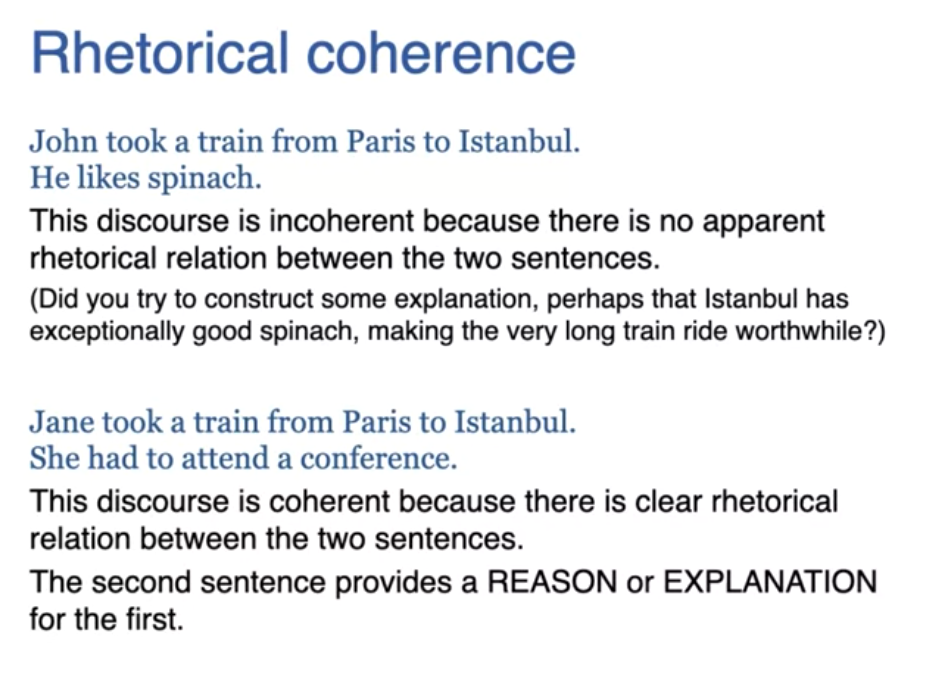 Rhetorical coherence
John took a train from Paris to Istanbul.
He likes spinach.
This discourse is incoherent because there is no apparent
rhetorical relation between the two sentences.
(Did you try to construct some explanation, perhaps that Istanbul has
exceptionally good spinach, making the very long train ride worthwhile?)
Jane took a train from Paris to Istanbul.
She had to attend a conference.
This discourse is coherent because there is clear rhetorical
relation between the two sentences.
The second sentence provides a REASON or EXPLANATION
for the first.